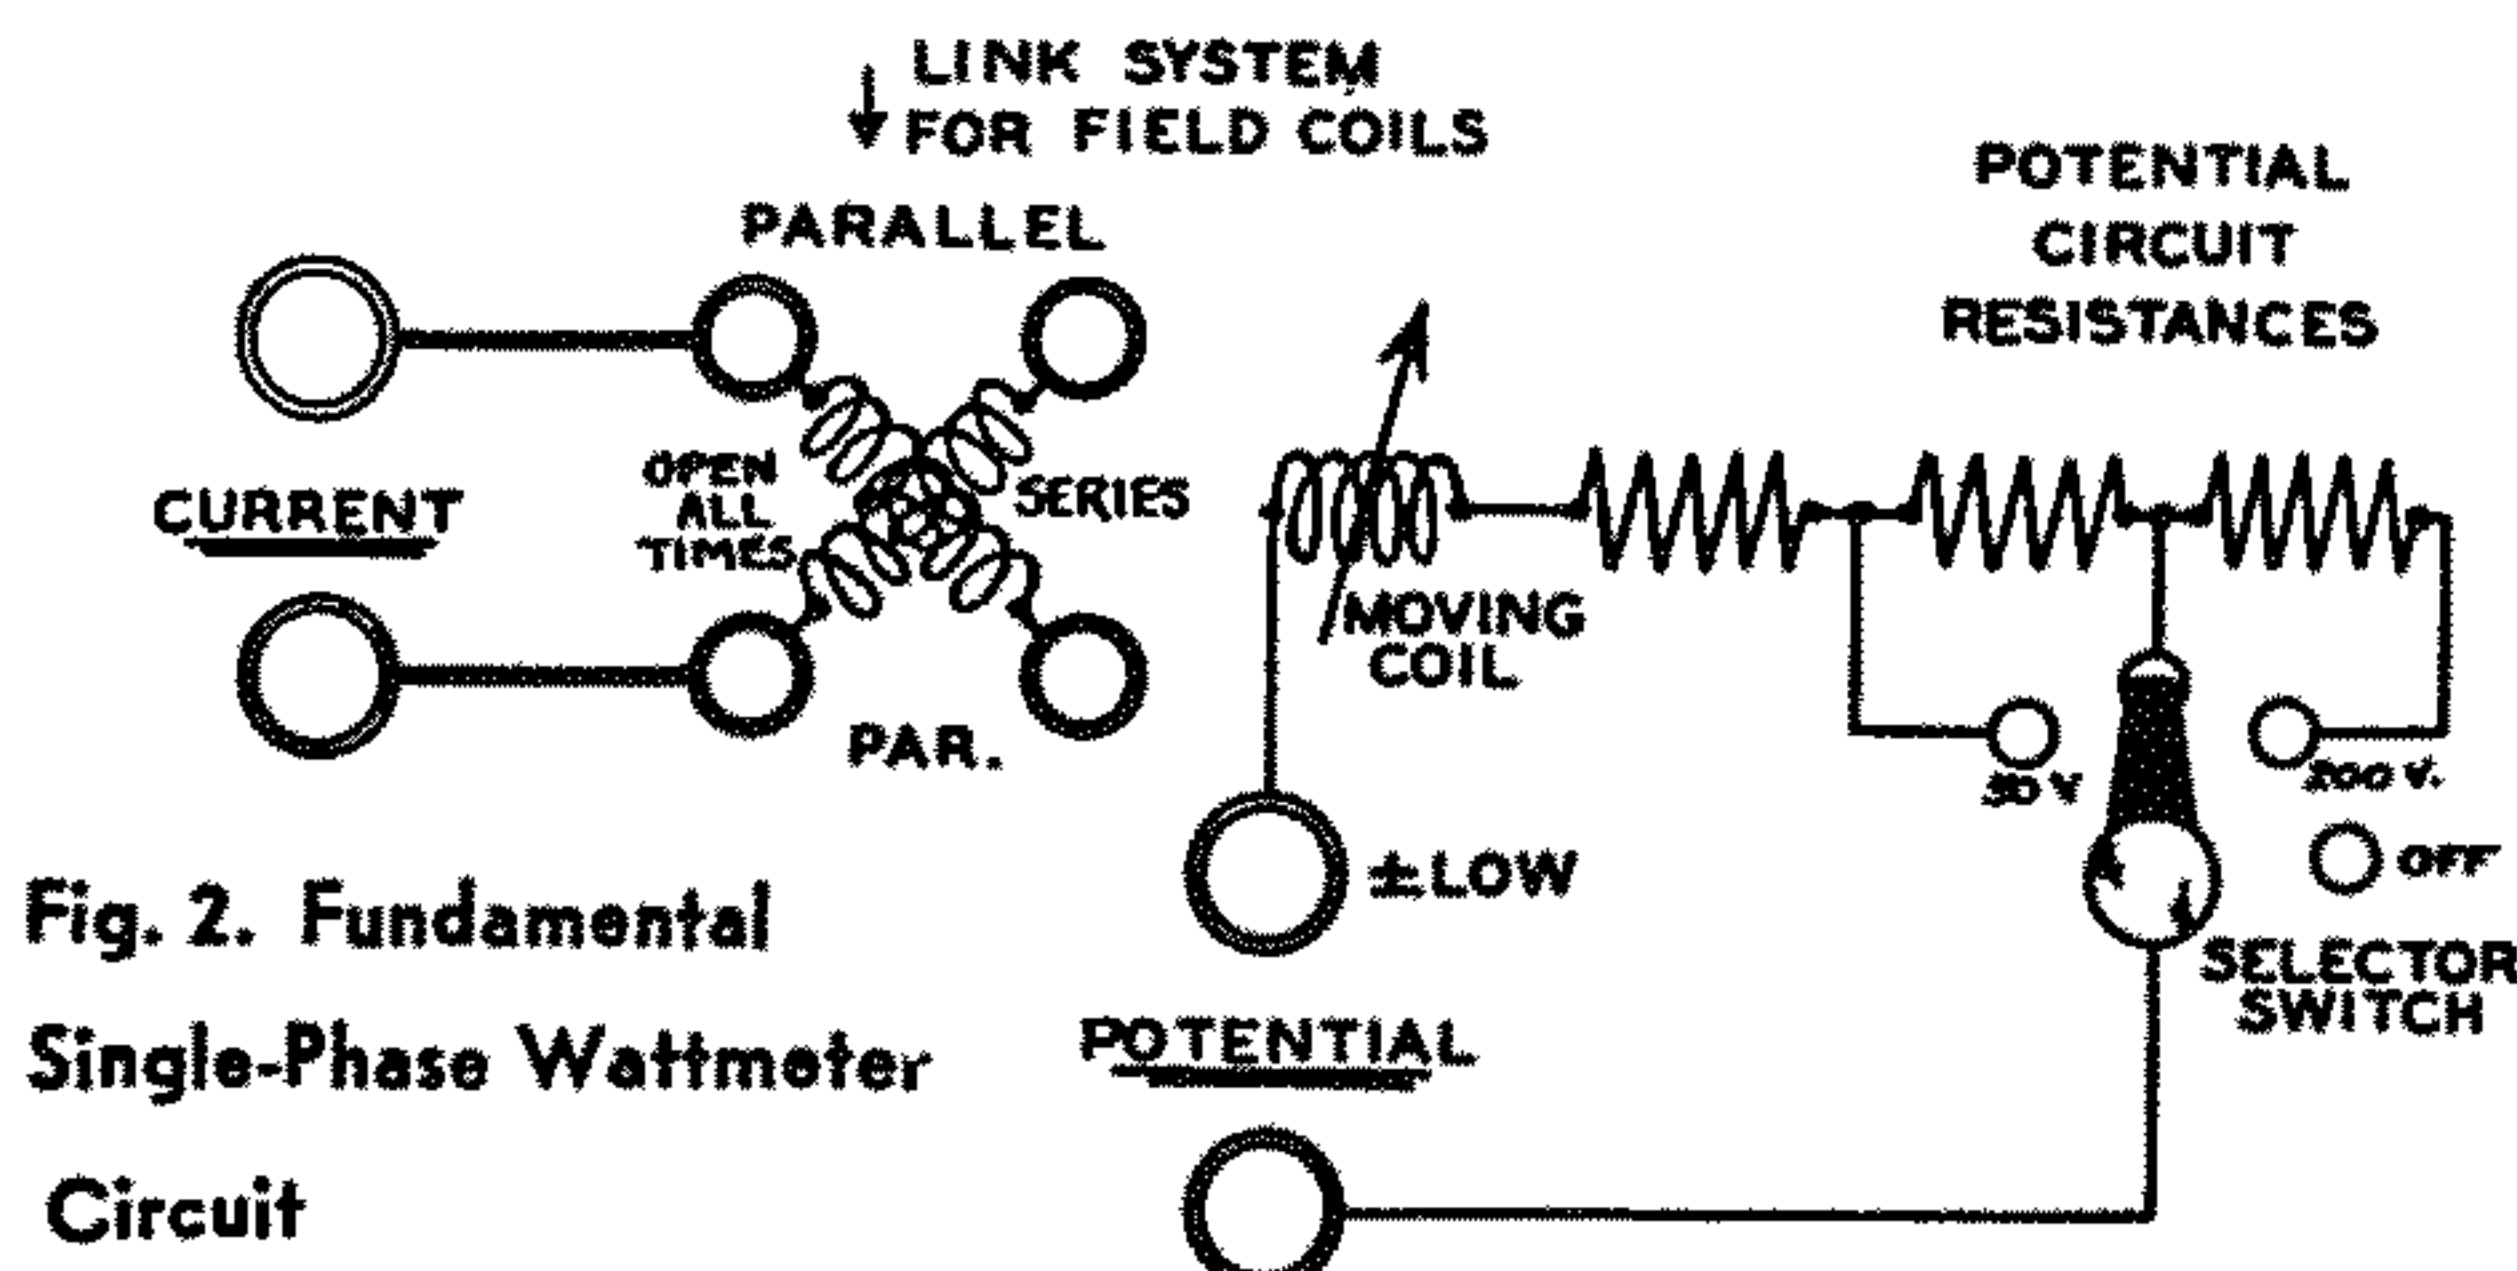 LINK SYSTEM
FOR FIELD COILS
PARALLEL
POTENTIAL
CIRCUIT
RESISTANCES
OPEN
ALL
TIMES
SERIES
CURRENT
MOVING
COIL
PAR.
V
200 V.
±LOW
OFF
SELECTOR
SWITCH
POTENTIAL
Fig. 2. Fundamental
Single-Phase Wattmeter
Circuit